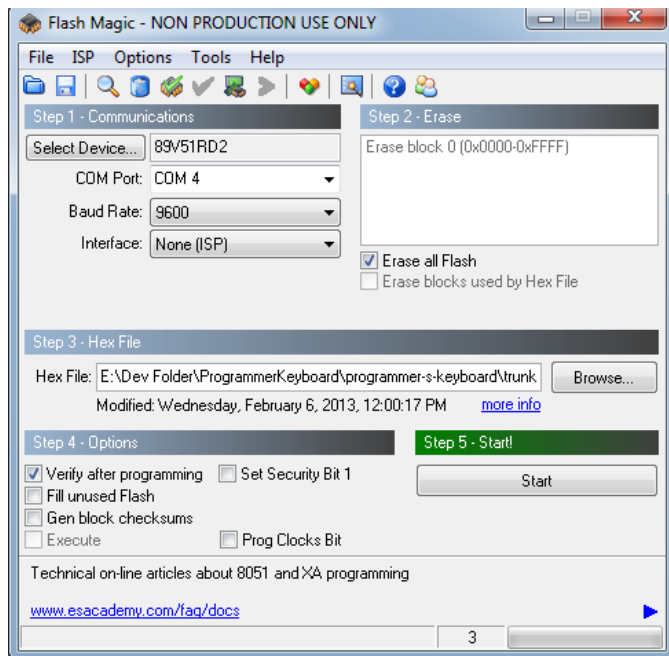 Flash Magic - NON PRODUCTION USE ONLY
File ISP Options Tools Help
Step 1 - Communications
Select Device... 89V51RD2
COM Port: COM 4
Baud Rate: 9600
Interface: None (ISP)
Step 2 - Erase
Erase block 0 (0x0000-0xFFFF)
Erase all Flash
Erase blocks used by Hex File
Step 3 - Hex File
Hex File: E:\Dev Folder\ProgrammerKeyboard\programmer-s-keyboard\trunk Browse...
Modified: Wednesday, February 6, 2013, 12:00:17 PM more info
Step 4 - Options
Verify after programming Set Security Bit 1
Fill unused Flash
Gen block checksums
Execute Prog Clocks Bit
Step 5 - Start!
Start
Technical on-line articles about 8051 and XA programming
www.esacademy.com/faq/docs
3